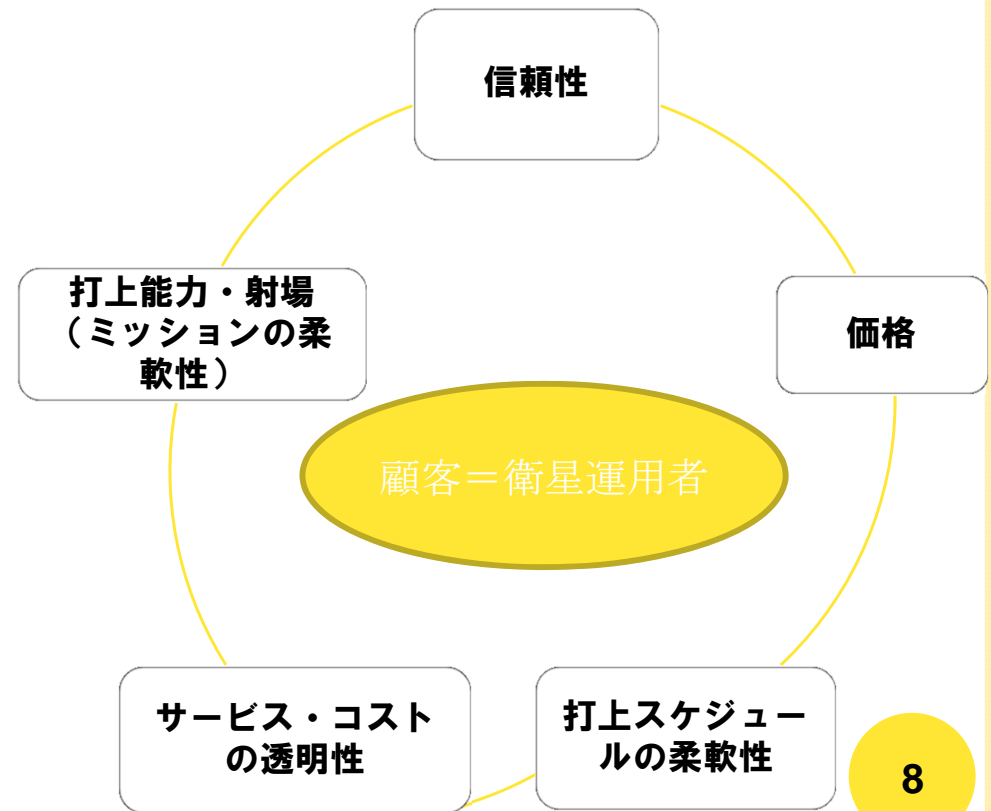 信頼性
打上能力・射場
（ミッションの柔
軟性）
価格
顧客＝衛星運用者
サービス・コスト
の透明性
打上スケジュー
ルの柔軟性
8